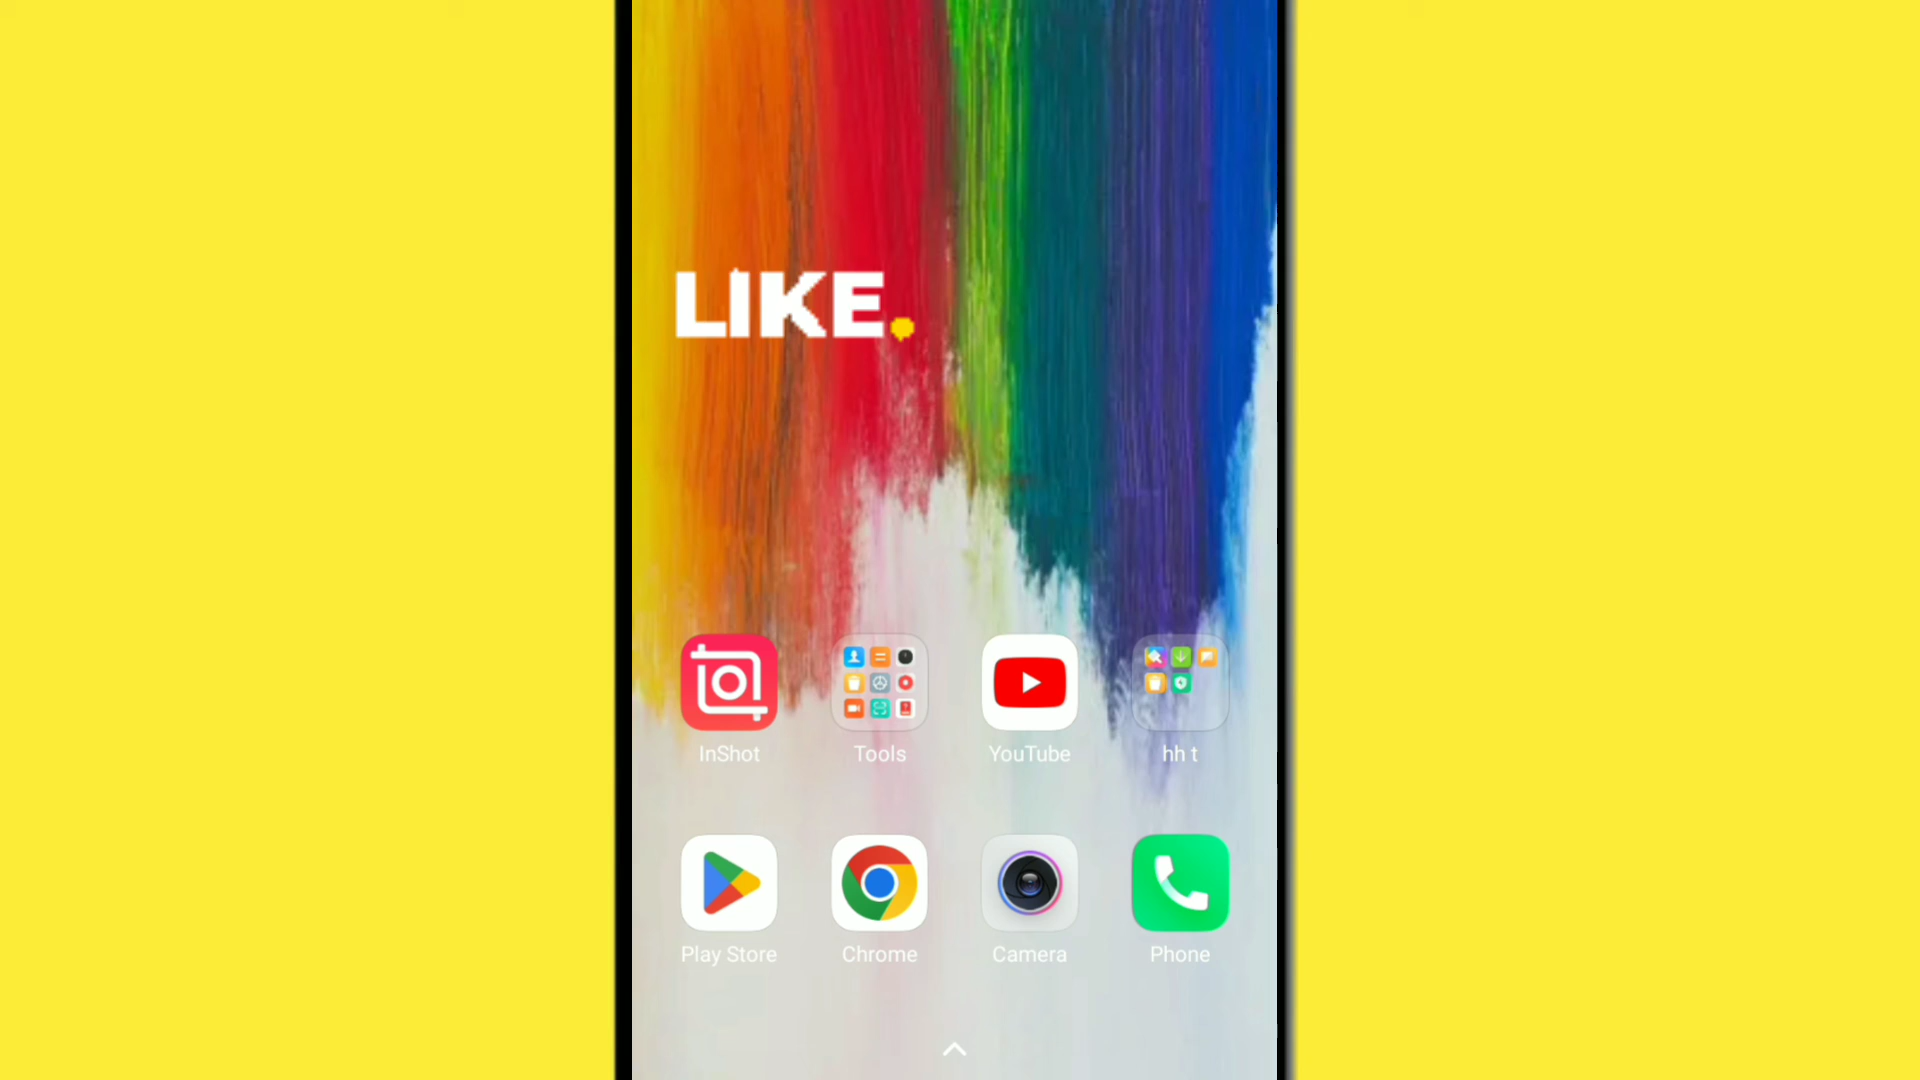 LIKE.
InShot
Tools
YouTube
hh t
Play Store
Chrome
Camera
Phone